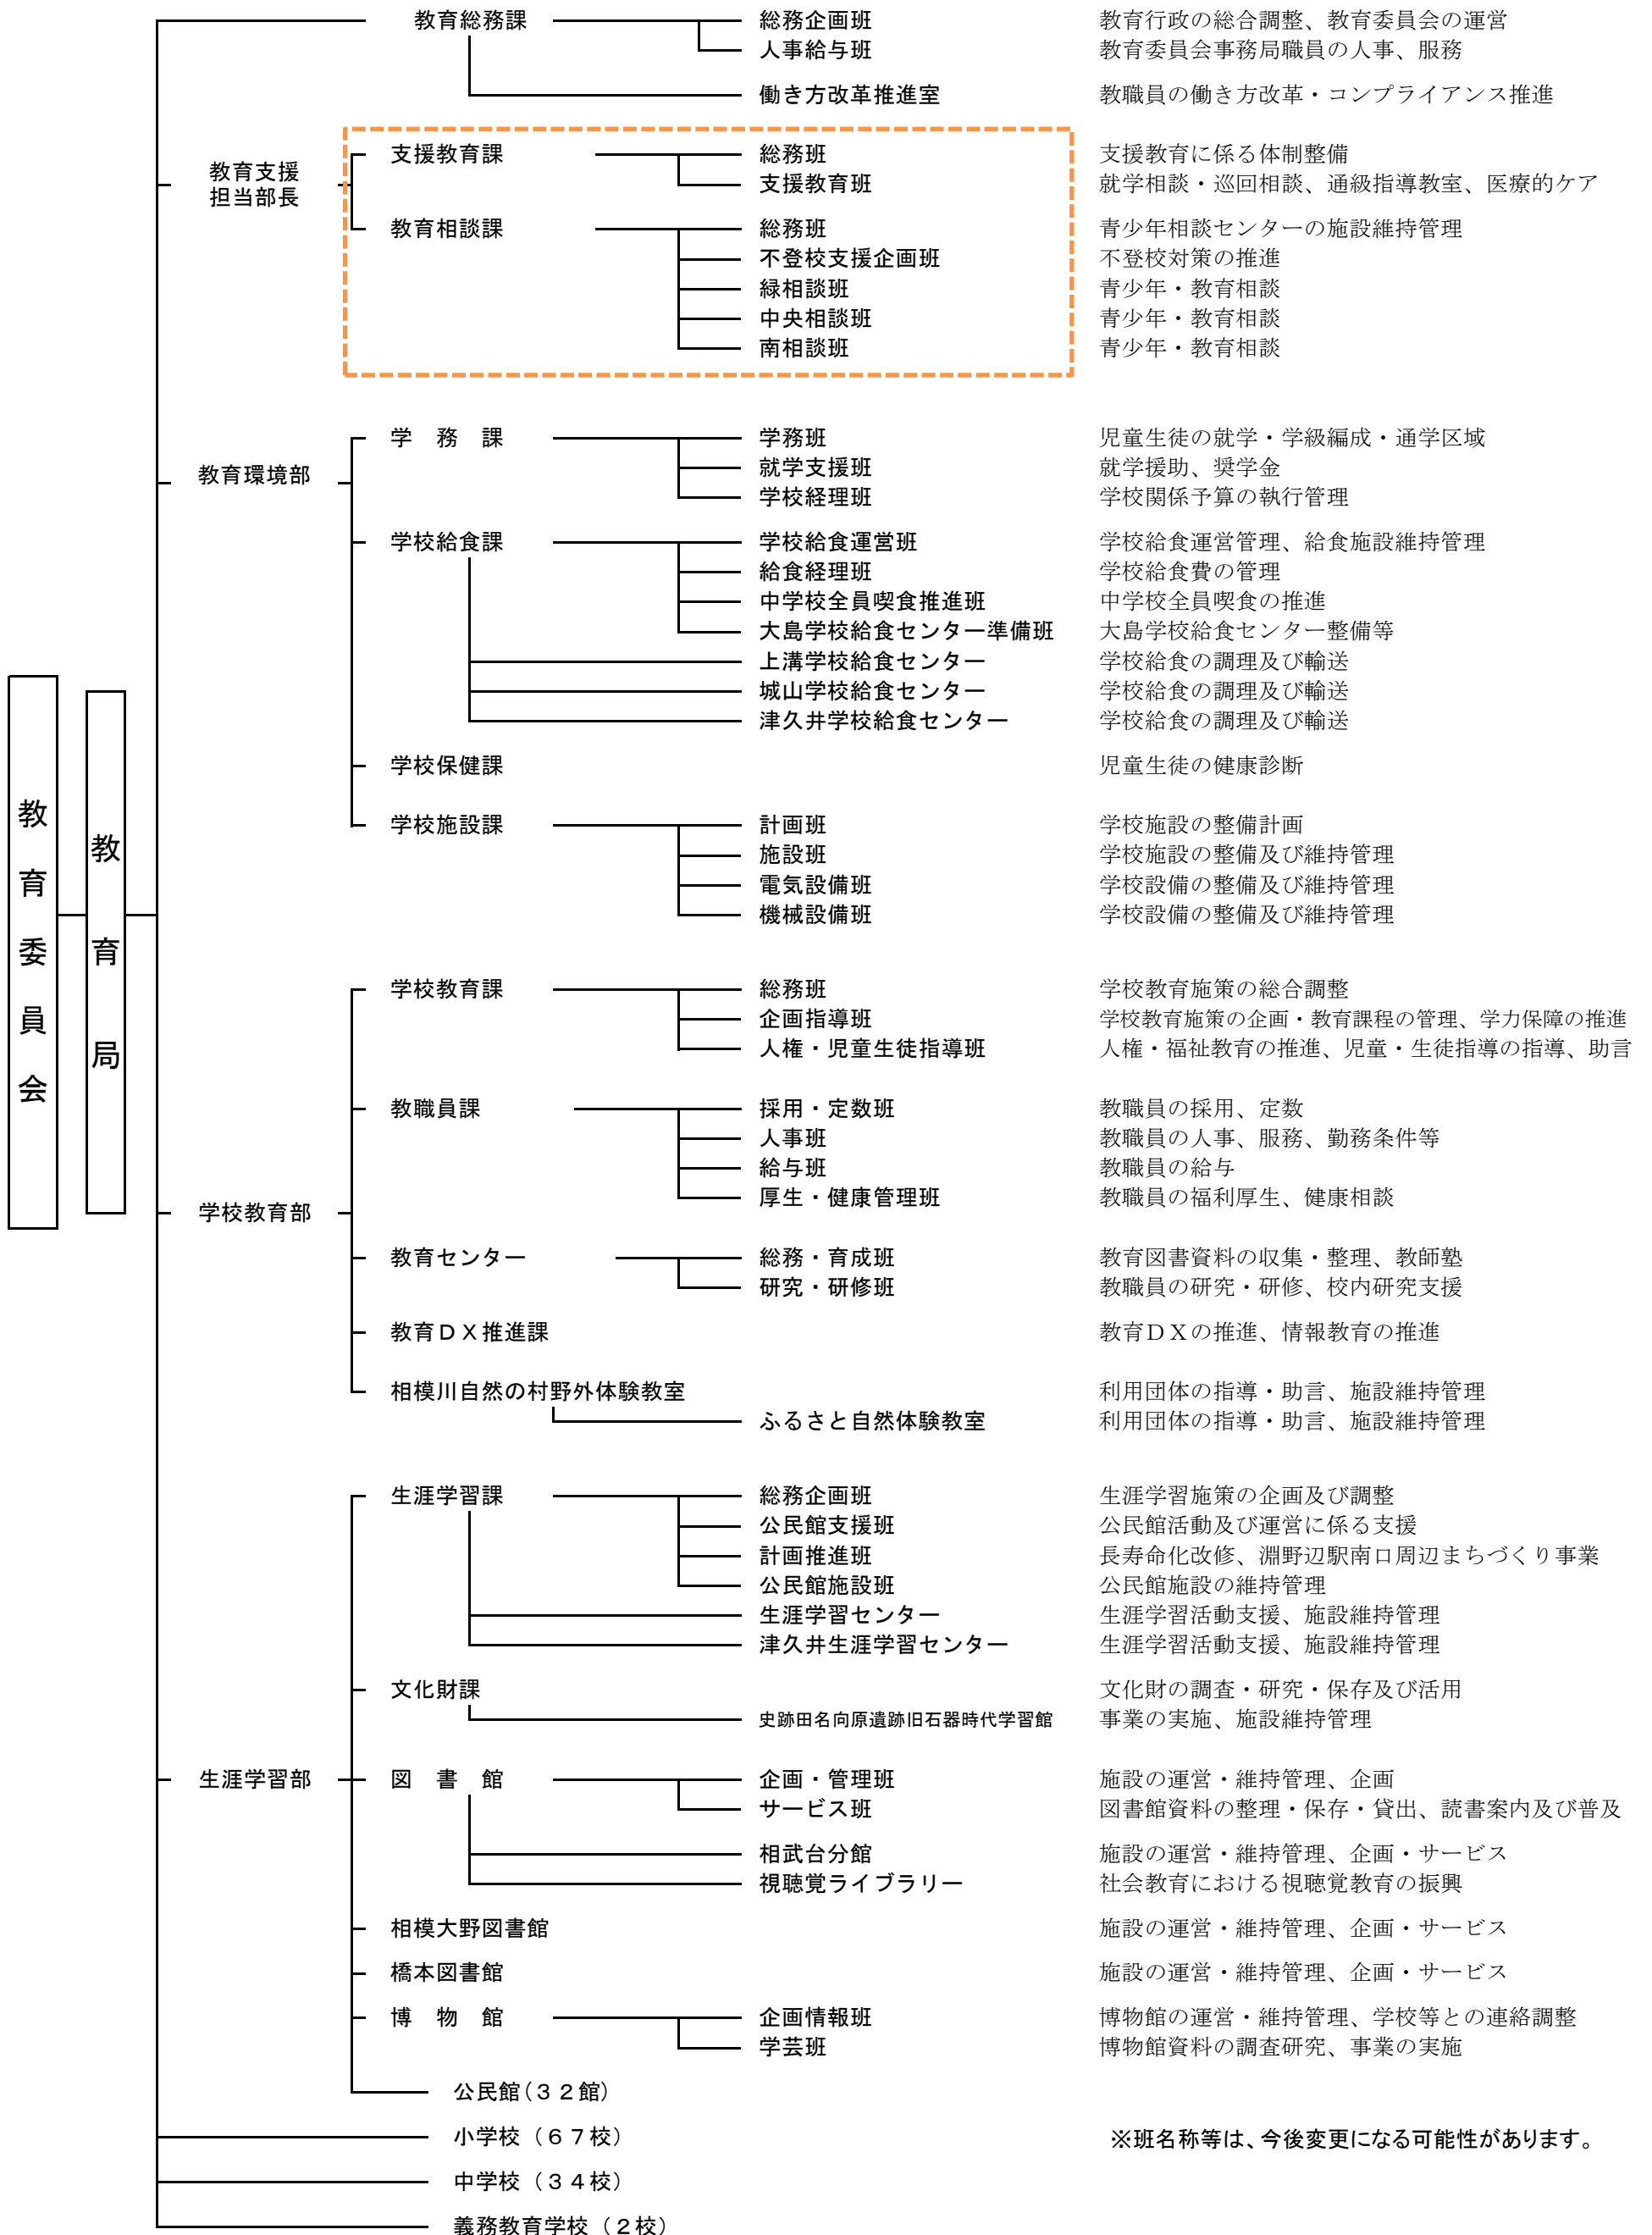 教育総務課 総務企画班 教育行政の総合調整、教育委員会の運営
人事給与班 教育委員会事務局職員の人事、服務
働き方改革推進室 教職員の働き方改革・コンプライアンス推進
教育支援
担当部長
支援教育課 総務班 支援教育に係る体制整備
支援教育班 就学相談・巡回相談、通級指導教室、医療的ケア
教育相談課 総務班 青少年相談センターの施設維持管理
不登校支援企画班 不登校対策の推進
緑相談班 青少年・教育相談
中央相談班 青少年・教育相談
南相談班 青少年・教育相談
教育環境部
学　務　課 学務班 児童生徒の就学・学級編成・通学区域
就学支援班 就学援助、奨学金
学校経理班 学校関係予算の執行管理
学校給食課 学校給食運営班 学校給食運営管理、給食施設維持管理
給食経理班 学校給食費の管理
中学校全員喫食推進班 中学校全員喫食の推進
大島学校給食センター準備班 大島学校給食センター整備等
上溝学校給食センター 学校給食の調理及び輸送
城山学校給食センター 学校給食の調理及び輸送
津久井学校給食センター 学校給食の調理及び輸送
学校保健課 児童生徒の健康診断
学校施設課 計画班 学校施設の整備計画
施設班 学校施設の整備及び維持管理
電気設備班 学校設備の整備及び維持管理
機械設備班 学校設備の整備及び維持管理
教育委員会
教育局
学校教育部
学校教育課 総務班 学校教育施策の総合調整
企画指導班 学校教育施策の企画・教育課程の管理、学力保障の推進
人権・児童生徒指導班 人権・福祉教育の推進、児童・生徒指導の指導、助言
教職員課 採用・定数班 教職員の採用、定数
人事班 教職員の人事、服務、勤務条件等
給与班 教職員の給与
厚生・健康管理班 教職員の福利厚生、健康相談
教育センター 総務・育成班 教育図書資料の収集・整理、教師塾
研究・研修班 教職員の研究・研修、校内研究支援
教育ＤＸ推進課 教育ＤＸの推進、情報教育の推進
相模川自然の村野外体験教室 利用団体の指導・助言、施設維持管理
ふるさと自然体験教室 利用団体の指導・助言、施設維持管理
生涯学習部
生涯学習課 総務企画班 生涯学習施策の企画及び調整
公民館支援班 公民館活動及び運営に係る支援
計画推進班 長寿命化改修、淵野辺駅南口周辺まちづくり事業
公民館施設班 公民館施設の維持管理
生涯学習センター 生涯学習活動支援、施設維持管理
津久井生涯学習センター 生涯学習活動支援、施設維持管理
文化財課 文化財の調査・研究・保存及び活用
史跡田名向原遺跡旧石器時代学習館 事業の実施、施設維持管理
図　書　館 企画・管理班 施設の運営・維持管理、企画
サービス班 図書館資料の整理・保存・貸出、読書案内及び普及
相武台分館 施設の運営・維持管理、企画・サービス
視聴覚ライブラリー 社会教育における視聴覚教育の振興
相模大野図書館 施設の運営・維持管理、企画・サービス
橋本図書館 施設の運営・維持管理、企画・サービス
博　物　館 企画情報班 博物館の運営・維持管理、学校等との連絡調整
学芸班 博物館資料の調査研究、事業の実施
公民館（３２館）
小学校（６７校） ※班名称等は、今後変更になる可能性があります。
中学校（３４校）
義務教育学校（２校）